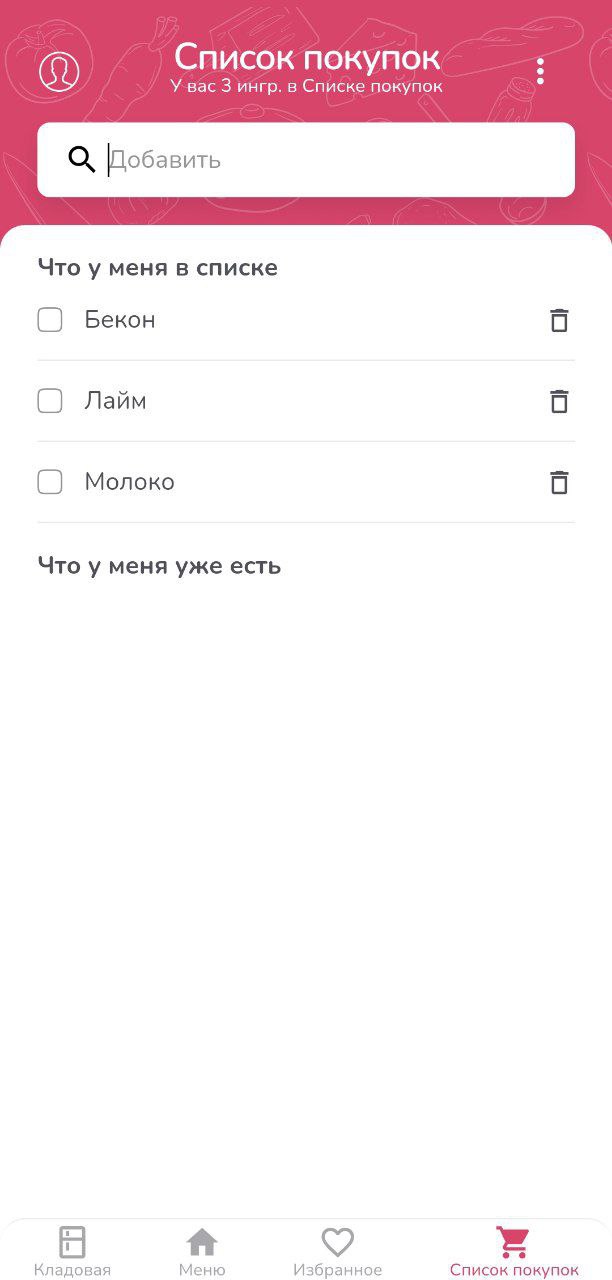 Список покупок
У вас 3 ингр. в Списке покупок
Добавить
Что у меня в списке
Бекон
Лайм
Молоко
Что у меня уже есть
Кладовая
Меню
Избранное
Список покупок